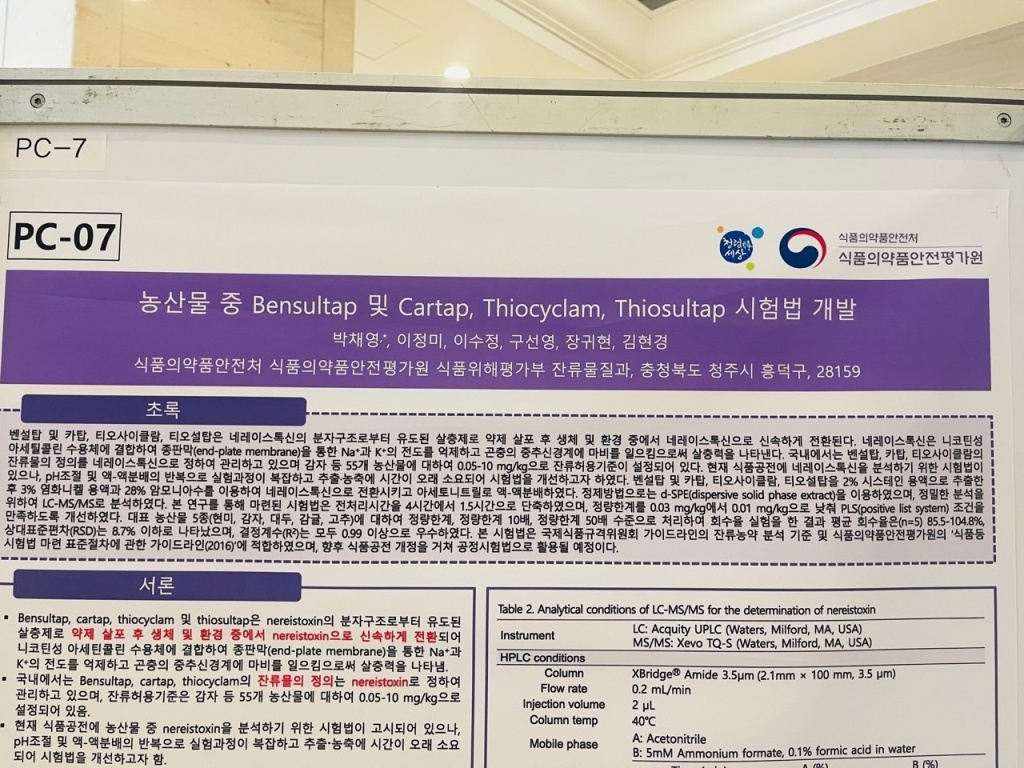 PC-7
PC-07
청렴한
세상
식품의약품안전처
식품의약품안전평가원
농산물 중 Bensultap 및 Cartap, Thiocyclam, Thiosultap 시험법 개발
박채영*, 이정미, 이수정, 구선영, 장귀현, 김현경
식품의약품안전처 식품의약품안전평가원 식품위해평가부 잔류물질과, 충청북도 청주시 흥덕구, 28159
초록
벤설탑 및 카탑, 티오사이클람, 티오설탑은 네레이스톡신의 분자구조로부터 유도된 살충제로 약제 살포 후 생체 및 환경 중에서 네레이스톡신으로 신속하게 전환된다. 네레이스톡신은 니코틴성
아세틸콜린 수용체에 결합하여 종판막(end-plate membrane)을 통한 Na⁺과 K⁺의 전도를 억제하고 곤충의 중추신경계에 마비를 일으킴으로써 살충력을 나타낸다. 국내에서는 벤설탑, 카탑, 티오사이클람의
잔류물의 정의를 네레이스톡신으로 정하여 관리하고 있으며 감자 등 55개 농산물에 대하여 0.05-10 mg/kg으로 잔류허용기준이 설정되어 있다. 현재 식품공전에 네레이스톡신을 분석하기 위한 시험법이
있으나, pH조절 및 액-액분배의 반복으로 실험과정이 복잡하고 추출·농축에 시간이 오래 소요되어 시험법을 개선하고자 하였다. 벤설탑 및 카탑, 티오사이클람, 티오설탑을 2% 시스테인 용액으로 추출한
후 3% 염화니켈 용액과 28% 암모니아수를 이용하여 네레이스톡신으로 전환시키고 아세토니트릴로 액-액분배하였다. 정제방법으로는 d-SPE(dispersive solid phase extract)을 이용하였으며, 정밀한 분석을
위하여 LC-MS/MS로 분석하였다. 본 연구를 통해 마련된 시험법은 전처리시간을 4시간에서 1.5시간으로 단축하였으며, 정량한계를 0.03 mg/kg에서 0.01 mg/kg으로 낮춰 PLS(positive list system) 조건을
만족하도록 개선하였다. 대표 농산물 5종(현미, 감자, 대두, 감귤, 고추)에 대하여 정량한계, 정량한계 10배, 정량한계 50배 수준으로 처리하여 회수율 실험을 한 결과 평균 회수율은(n=5) 85.5-104.8%,
상대표준편차(RSD)는 8.7% 이하로 나타났으며, 결정계수(R²)는 모두 0.99 이상으로 우수하였다. 본 시험법은 국제식품규격위원회 가이드라인의 잔류농약 분석 기준 및 식품의약품안전평가원의 '식품등
시험법 마련 표준절차에 관한 가이드라인(2016)'에 적합하였으며, 향후 식품공전 개정을 거쳐 공정시험법으로 활용될 예정이다.
서론
▪ Bensultap, cartap, thiocyclam 및 thiosultap은 nereistoxin의 분자구조로부터 유도된
살충제로 약제 살포 후 생체 및 환경 중에서 nereistoxin으로 신속하게 전환되어
니코틴성 아세틴콜린 수용체에 결합하여 종판막(end-plate membrane)을 통한 Na⁺과
K⁺의 전도를 억제하고 곤충의 중추신경계에 마비를 일으킴으로써 살충력을 나타냄.
▪ 국내에서는 Bensultap, cartap, thiocyclam의 잔류물의 정의는 nereistoxin로 정하여
관리하고 있으며, 잔류허용기준은 감자 등 55개 농산물에 대하여 0.05-10 mg/kg으로
설정되어 있음.
▪ 현재 식품공전에 농산물 중 nereistoxin을 분석하기 위한 시험법이 고시되어 있으나,
pH조절 및 액-액분배의 반복으로 실험과정이 복잡하고 추출·농축에 시간이 오래 소요
되어 시험법을 개선하고자 함.
Table 2. Analytical conditions of LC-MS/MS for the determination of nereistoxin
Instrument LC: Acquity UPLC (Waters, Milford, MA, USA)
MS/MS: Xevo TQ-S (Waters, Milford, MA, USA)
HPLC conditions
Column XBridge® Amide 3.5μm (2.1mm × 100 mm, 3.5 μm)
Flow rate 0.2 mL/min
Injection volume 2 μL
Column temp 40℃
Mobile phase A: Acetonitrile
B: 5mM Ammonium formate, 0.1% formic acid in water
A (%) B (%)